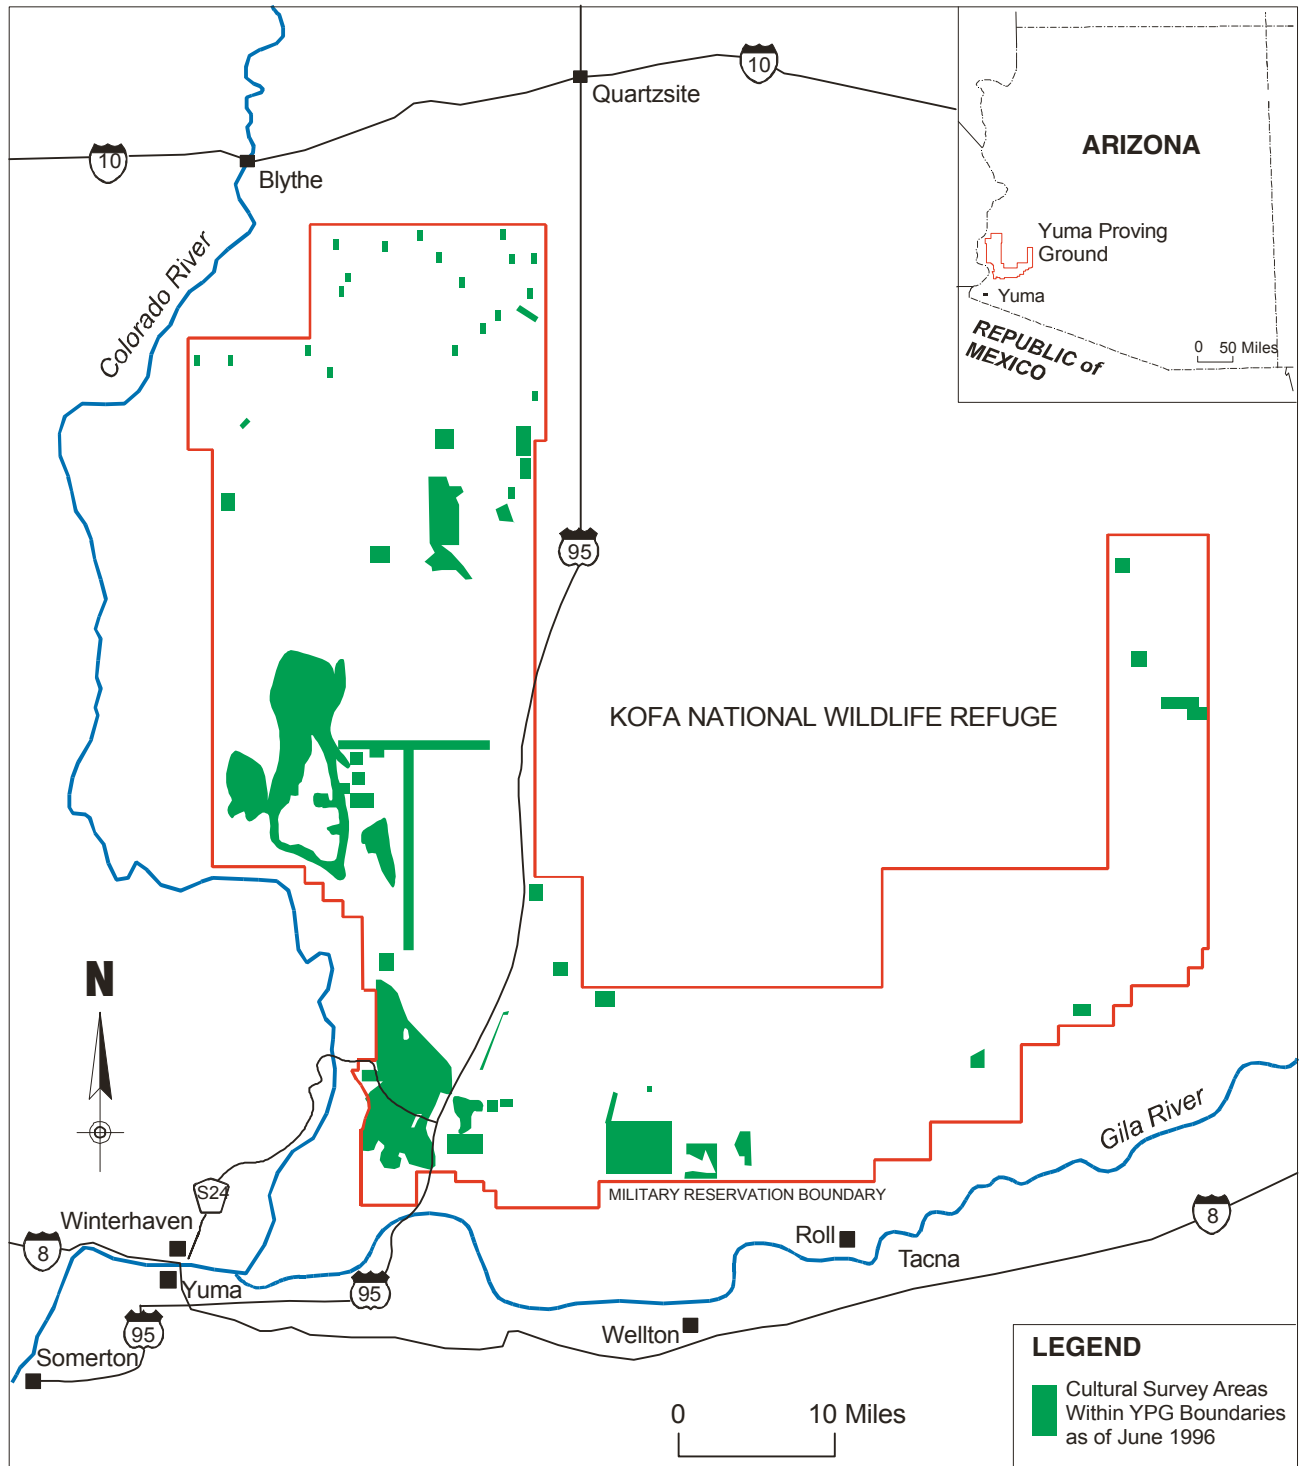 10
Quartzsite
10
Blythe
Colorado River
ARIZONA
Yuma Proving
Ground
Yuma
REPUBLIC of
MEXICO
0 50 Miles
95
KOFA NATIONAL WILDLIFE REFUGE
N
Gila River
MILITARY RESERVATION BOUNDARY
S24
Winterhaven
8
Yuma
95
95
Somerton
Roll
Tacna
8
Wellton
0 10 Miles
LEGEND
Cultural Survey Areas
Within YPG Boundaries
as of June 1996